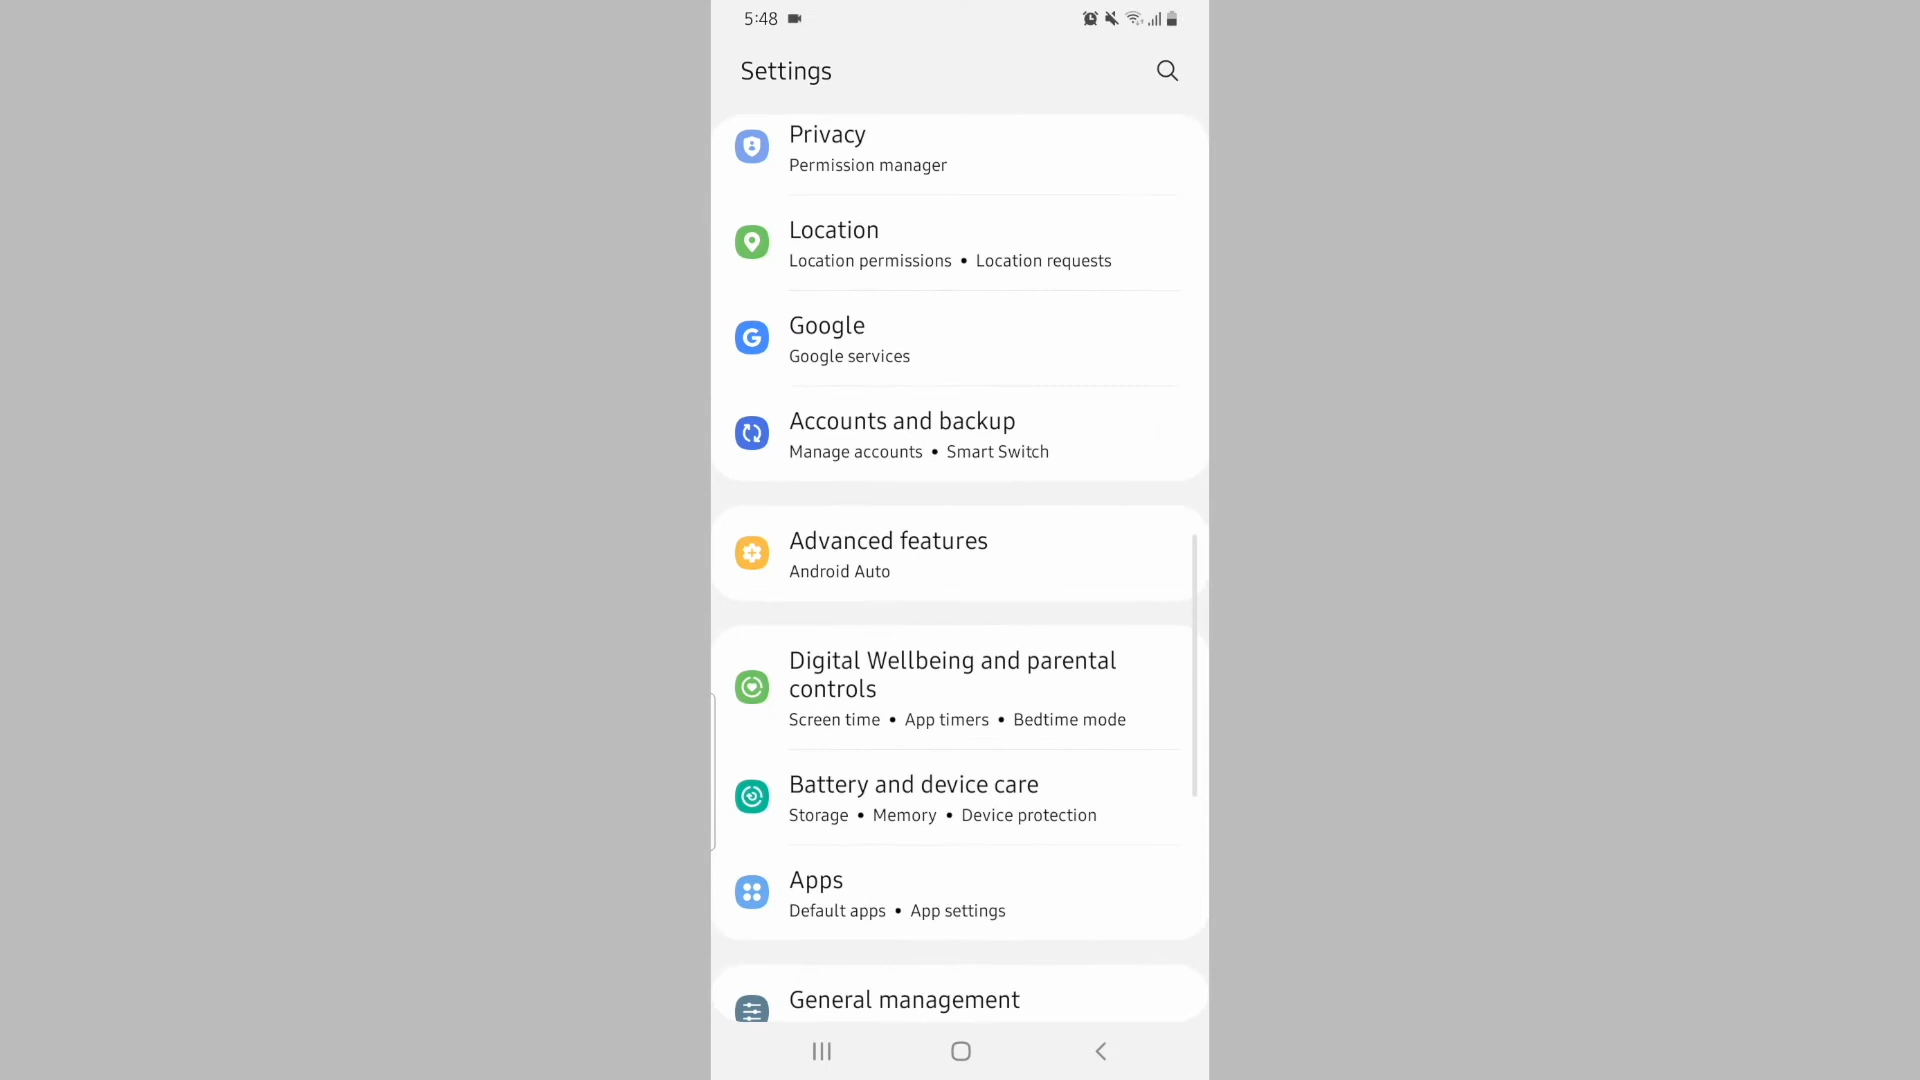 5:48
Settings
Privacy
Permission manager
Location
Location permissions • Location requests
Google
Google services
Accounts and backup
Manage accounts • Smart Switch
Advanced features
Android Auto
Digital Wellbeing and parental
controls
Screen time • App timers • Bedtime mode
Battery and device care
Storage • Memory • Device protection
Apps
Default apps • App settings
General management